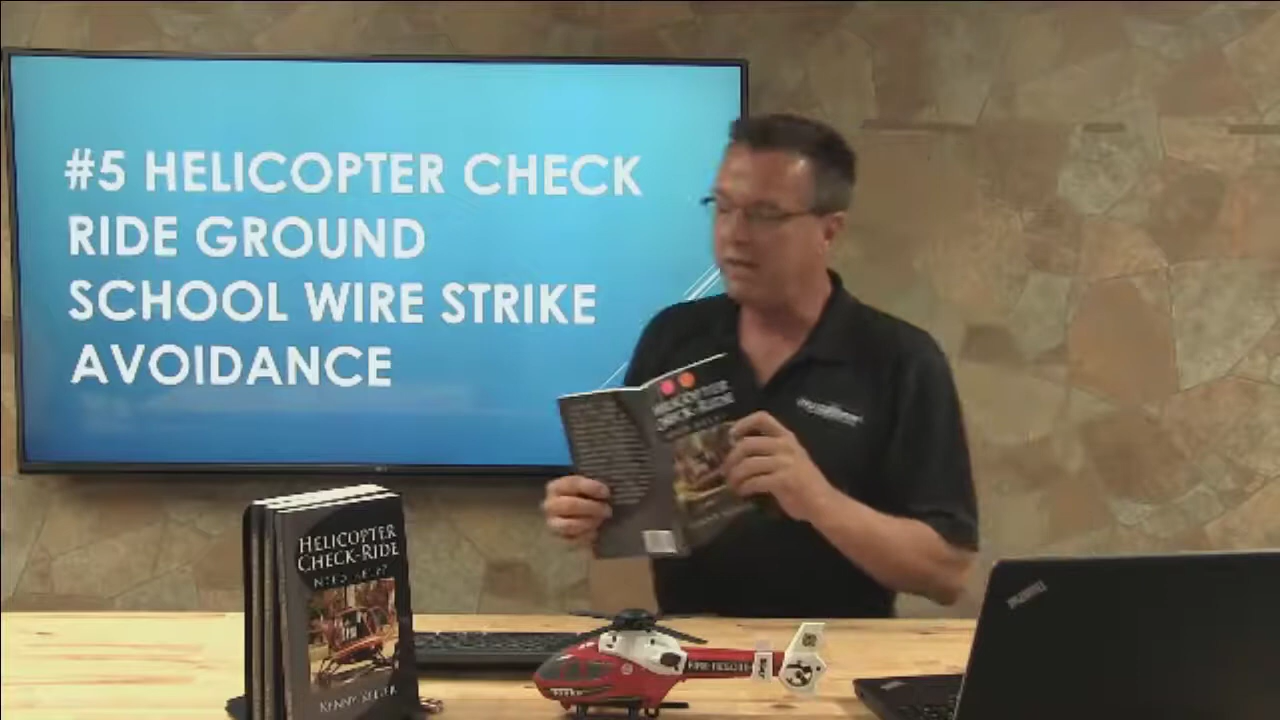 #5 HELICOPTER CHECK
RIDE GROUND
SCHOOL WIRE STRIKE
AVOIDANCE
HELICOPTER
CHECK-RIDE
HELICOPTER
CHECK-RIDE
KENNY KELLER
FIRE-RESCUE